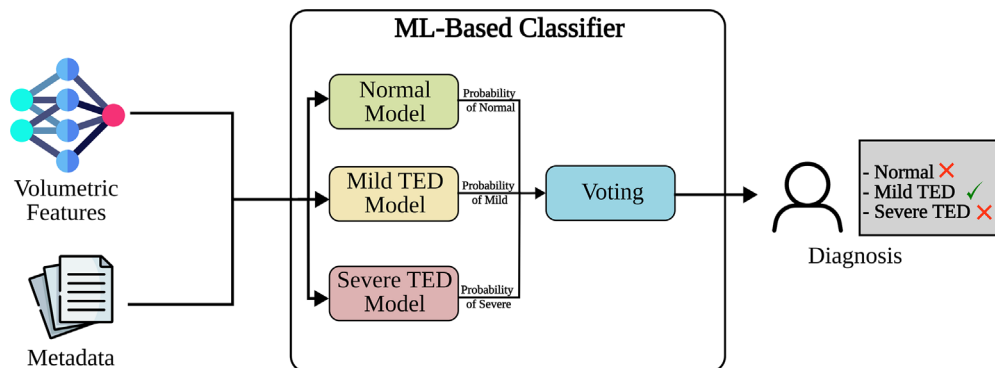 ML-Based Classifier
Volumetric
Features
Metadata
Normal
Model
Probability
of Normal
Mild TED
Model
Probability
of Mild
Severe TED
Model
Probability
of Severe
Voting
- Normal ❌
- Mild TED ✓
- Severe TED ❌
Diagnosis